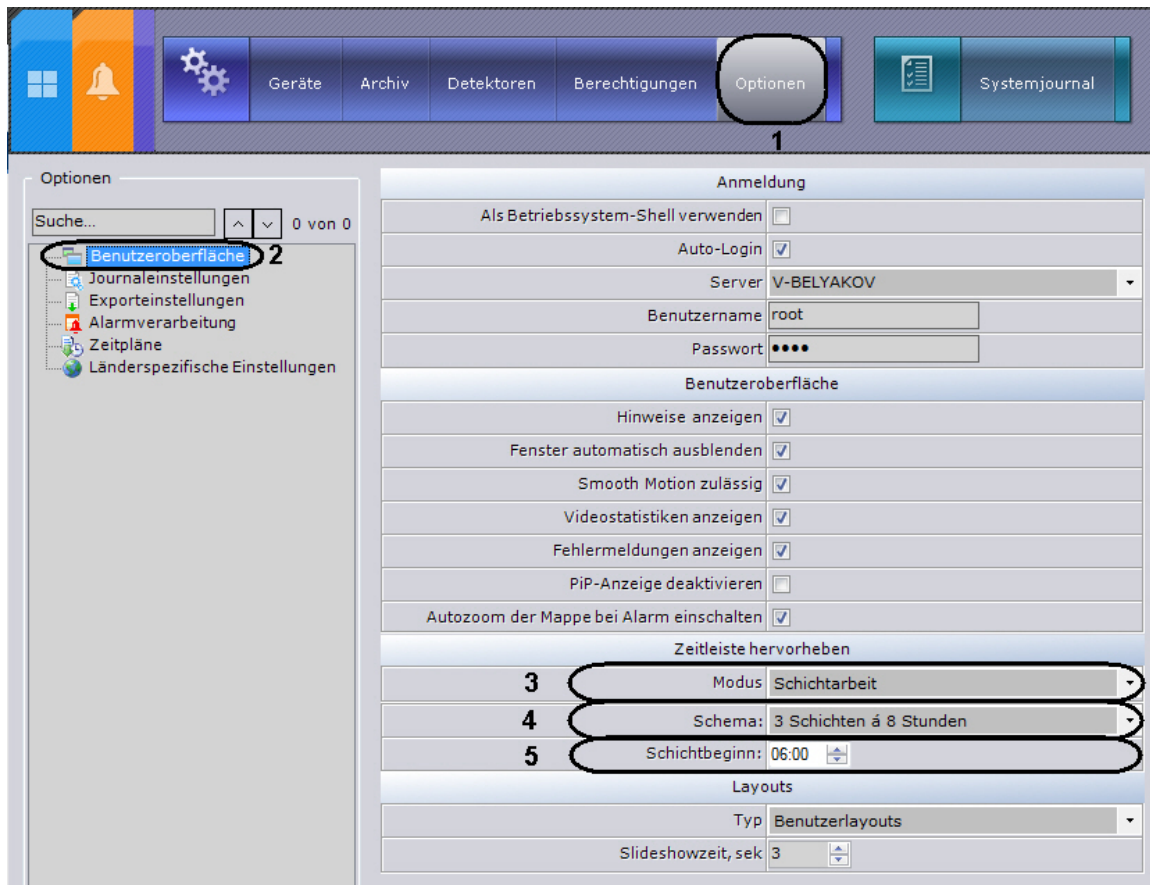 Geräte Archiv Detektoren Berechtigungen Optionen Systemjournal
1
Optionen
Suche... 0 von 0
Benutzeroberfläche 2
Journaleinstellungen
Exporteinstellungen
Alarmverarbeitung
Zeitpläne
Länderspezifische Einstellungen
Anmeldung
Als Betriebssystem-Shell verwenden
Auto-Login
Server V-BELYAKOV
Benutzername root
Passwort ••••
Benutzeroberfläche
Hinweise anzeigen
Fenster automatisch ausblenden
Smooth Motion zulässig
Videostatistiken anzeigen
Fehlermeldungen anzeigen
PiP-Anzeige deaktivieren
Autozoom der Mappe bei Alarm einschalten
Zeitleiste hervorheben
3 Modus Schichtarbeit
4 Schema: 3 Schichten á 8 Stunden
5 Schichtbeginn: 06:00
Layouts
Typ Benutzerlayouts
Slideshowzeit, sek 3